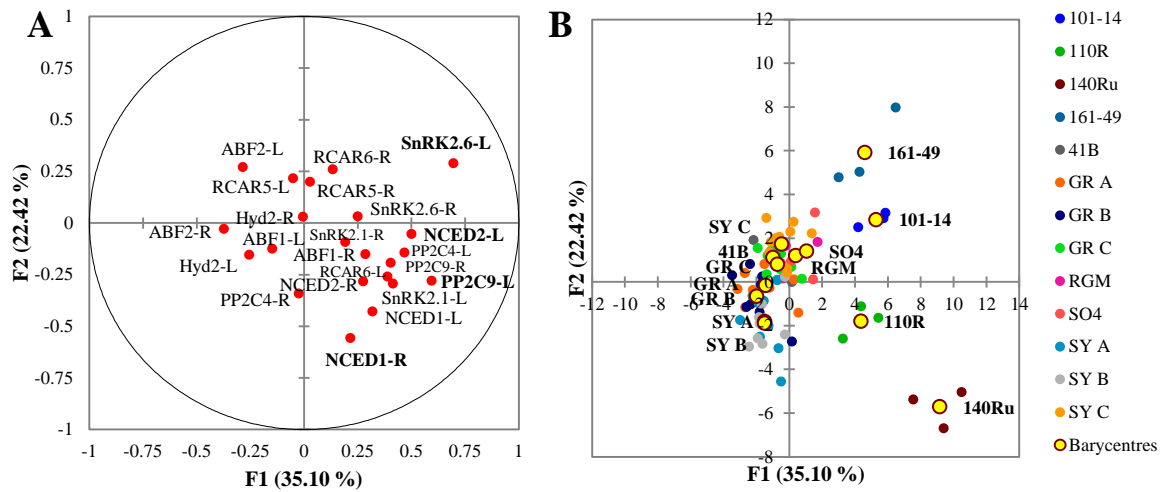 A
B
1
0.75
0.5
0.25
0
-0.25
-0.5
-0.75
-1
-1
-0.75
-0.5
-0.25
0
0.25
0.5
0.75
1
F2 (22.42 %)
F1 (35.10 %)
SnRK2.6-L
ABF2-L
RCAR6-R
RCAR5-L
RCAR5-R
Hyd2-R
SnRK2.6-R
ABF2-R
ABF1-L
SnRK2.1-R
NCED2-L
Hyd2-L
ABF1-R
PP2C4-L
RCAR6-L
PP2C9-R
NCED2-R
PP2C9-L
PP2C4-R
SnRK2.1-L
NCED1-L
NCED1-R
12
10
8
6
4
2
0
-2
-4
-6
-8
-12
-10
-8
-6
-4
-2
0
2
4
6
8
10
12
14
F2 (22.42 %)
F1 (35.10 %)
161-49
101-14
SY C
41B
SO4
GR C
RGM
GR A
GR B
SY A
110R
SY B
140Ru
101-14
110R
140Ru
161-49
41B
GR A
GR B
GR C
RGM
SO4
SY A
SY B
SY C
Barycentres